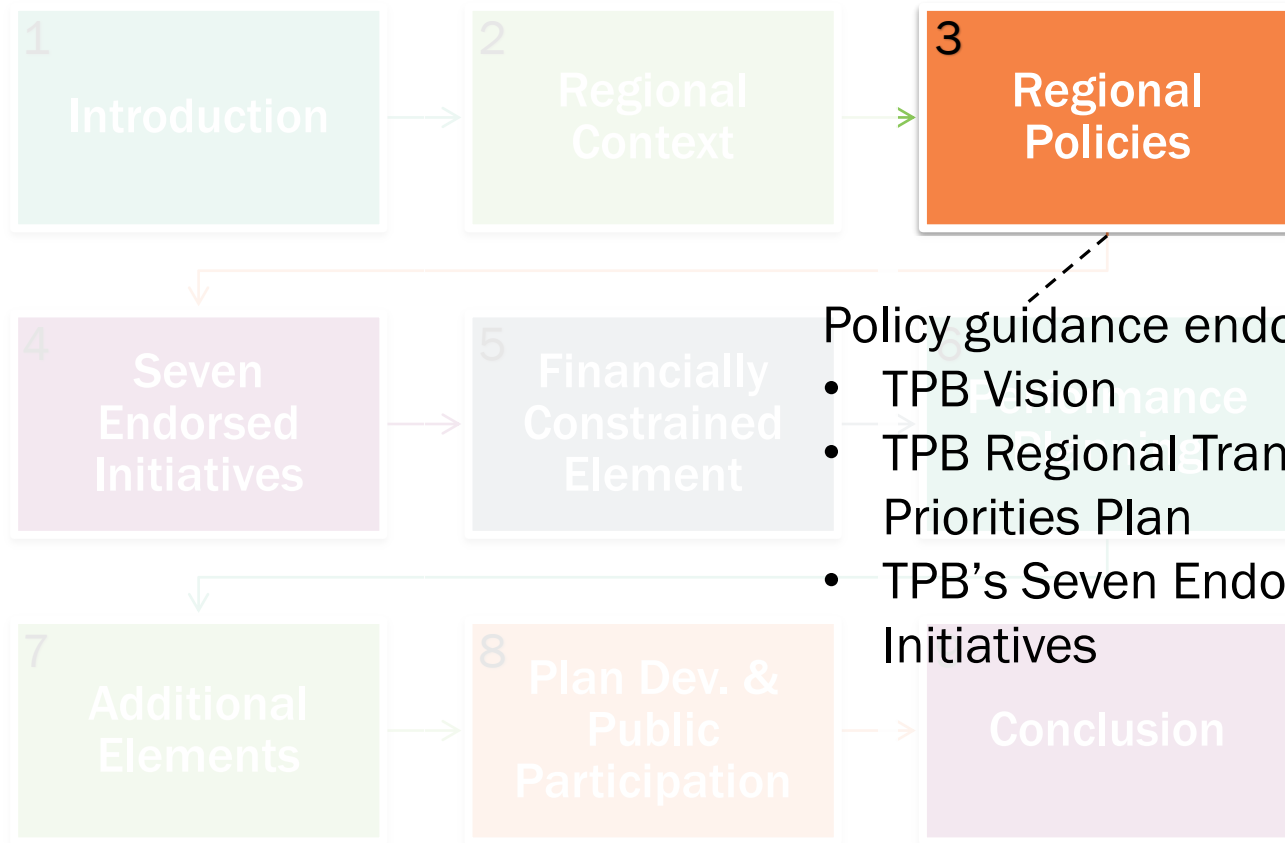 1
Introduction
2
Regional
Context
3
Regional
Policies
4
Seven
Endorsed
Initiatives
5
Financially
Constrained
Element
6
Policy guidance endo
• TPB Vision
• TPB Regional Tran
Priorities Plan
• TPB’s Seven Endo
Initiatives
7
Additional
Elements
8
Plan Dev. &
Public
Participation
Conclusion